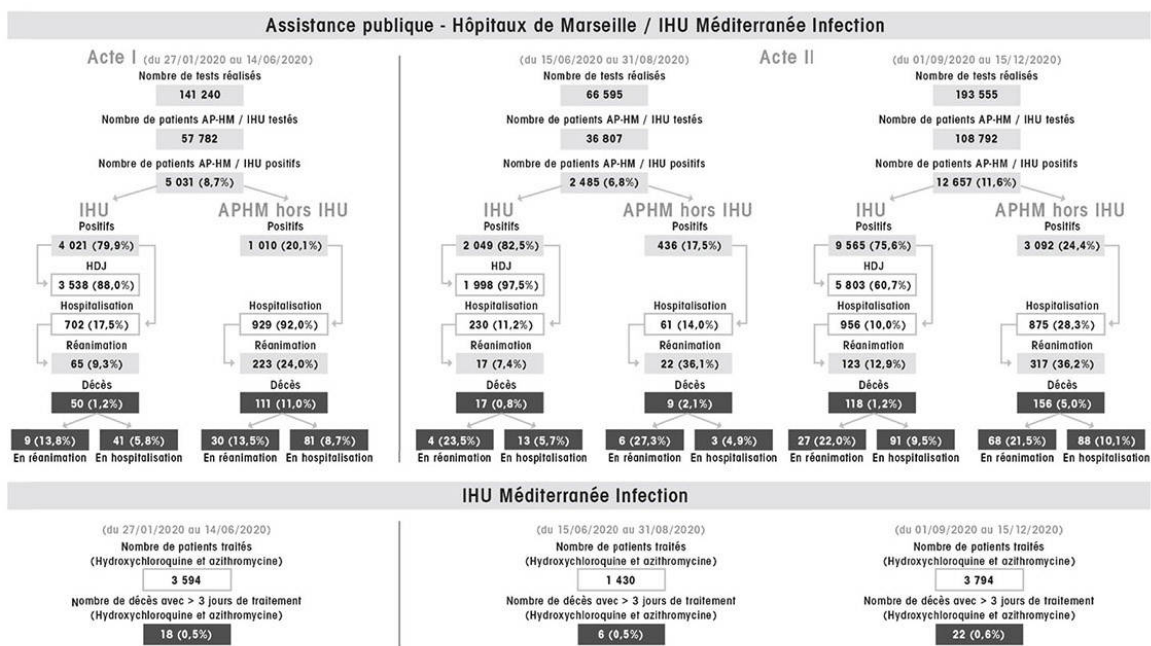 Assistance publique - Hôpitaux de Marseille / IHU Méditerranée Infection
Acte I (du 27/01/2020 au 14/06/2020)
Nombre de tests réalisés
141 240
Nombre de patients AP-HM / IHU testés
57 782
Nombre de patients AP-HM / IHU positifs
5 031 (8,7%)
IHU
Positifs
4 021 (79,9%)
HDJ
3 538 (88,0%)
Hospitalisation
702 (17,5%)
Réanimation
65 (9,3%)
Décès
50 (1,2%)
9 (13,8%)
En réanimation
41 (5,8%)
En hospitalisation
APHM hors IHU
Positifs
1 010 (20,1%)
Hospitalisation
929 (92,0%)
Réanimation
223 (24,0%)
Décès
111 (11,0%)
30 (13,5%)
En réanimation
81 (8,7%)
En hospitalisation
Acte II
(du 15/06/2020 au 31/08/2020)
Nombre de tests réalisés
66 595
Nombre de patients AP-HM / IHU testés
36 807
Nombre de patients AP-HM / IHU positifs
2 485 (6,8%)
IHU
Positifs
2 049 (82,5%)
HDJ
1 998 (97,5%)
Hospitalisation
230 (11,2%)
Réanimation
17 (7,4%)
Décès
17 (0,8%)
4 (23,5%)
En réanimation
13 (5,7%)
En hospitalisation
APHM hors IHU
Positifs
436 (17,5%)
Hospitalisation
61 (14,0%)
Réanimation
22 (36,1%)
Décès
9 (2,1%)
6 (27,3%)
En réanimation
3 (4,9%)
En hospitalisation
(du 01/09/2020 au 15/12/2020)
Nombre de tests réalisés
193 555
Nombre de patients AP-HM / IHU testés
108 792
Nombre de patients AP-HM / IHU positifs
12 657 (11,6%)
IHU
Positifs
9 565 (75,6%)
HDJ
5 803 (60,7%)
Hospitalisation
956 (10,0%)
Réanimation
123 (12,9%)
Décès
118 (1,2%)
27 (22,0%)
En réanimation
91 (9,5%)
En hospitalisation
APHM hors IHU
Positifs
3 092 (24,4%)
Hospitalisation
875 (28,3%)
Réanimation
317 (36,2%)
Décès
156 (5,0%)
68 (21,5%)
En réanimation
88 (10,1%)
En hospitalisation
IHU Méditerranée Infection
(du 27/01/2020 au 14/06/2020)
Nombre de patients traités
(Hydroxychloroquine et azithromycine)
3 594
Nombre de décès avec > 3 jours de traitement
(Hydroxychloroquine et azithromycine)
18 (0,5%)
(du 15/06/2020 au 31/08/2020)
Nombre de patients traités
(Hydroxychloroquine et azithromycine)
1 430
Nombre de décès avec > 3 jours de traitement
(Hydroxychloroquine et azithromycine)
6 (0,5%)
(du 01/09/2020 au 15/12/2020)
Nombre de patients traités
(Hydroxychloroquine et azithromycine)
3 794
Nombre de décès avec > 3 jours de traitement
(Hydroxychloroquine et azithromycine)
22 (0,6%)